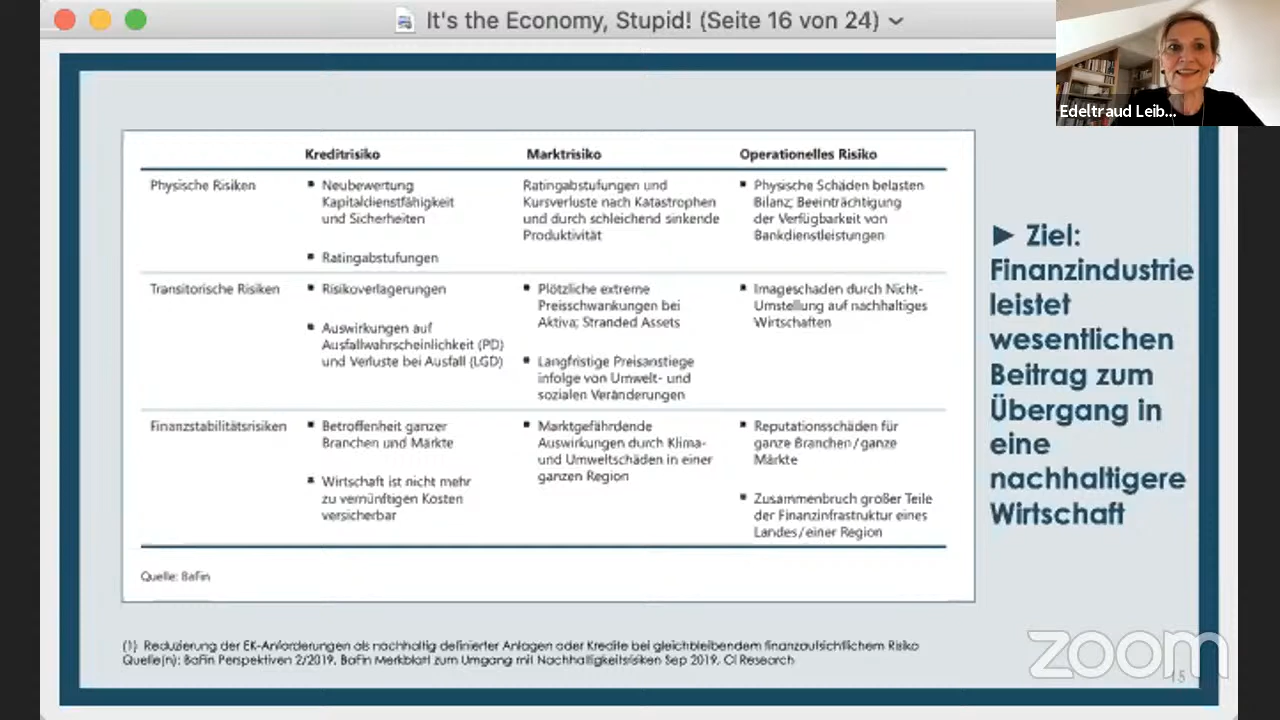 It's the Economy, Stupid! (Seite 16 von 24)
Edeltraud Leib...
Kreditrisiko
Marktrisiko
Operationelles Risiko
Physische Risiken
▪ Neubewertung
Kapitaldienstfähigkeit
und Sicherheiten
▪ Ratingabstufungen
Ratingabstufungen und
Kursverluste nach Katastrophen
und durch schleichend sinkende
Produktivität
▪ Physische Schäden belasten
Bilanz; Beeinträchtigung
der Verfügbarkeit von
Bankdienstleistungen
Transitorische Risiken
▪ Risikoverlagerungen
▪ Auswirkungen auf
Ausfallwahrscheinlichkeit (PD)
und Verluste bei Ausfall (LGD)
▪ Plötzliche extreme
Preisschwankungen bei
Aktiva; Stranded Assets
▪ Langfristige Preisanstiege
infolge von Umwelt- und
sozialen Veränderungen
▪ Imageschaden durch Nicht-
Umstellung auf nachhaltiges
Wirtschaften
Finanzstabilitätsrisiken
▪ Betroffenheit ganzer
Branchen und Märkte
▪ Wirtschaft ist nicht mehr
zu vernünftigen Kosten
versicherbar
▪ Marktgefährdende
Auswirkungen durch Klima-
und Umweltschäden in einer
ganzen Region
▪ Reputationsschäden für
ganze Branchen / ganze
Märkte
▪ Zusammenbruch großer Teile
der Finanzinfrastruktur eines
Landes / einer Region
Quelle: BaFin
► Ziel:
Finanzindustrie
leistet
wesentlichen
Beitrag zum
Übergang in
eine
nachhaltigere
Wirtschaft
(1) Reduzierung der EK-Anforderungen als nachhaltig definierter Anlagen oder Kredite bei gleichbleibendem finanzaufsichtlichem Risiko
Quelle(n): BaFin Perspektiven 2/2019, BaFin Merkblatt zum Umgang mit Nachhaltigkeitsrisiken Sep 2019, CI Research
zoom
15